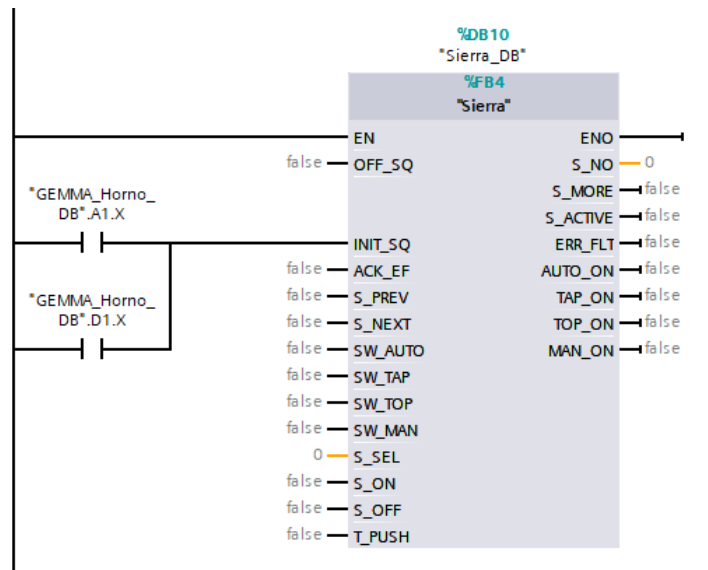 %DB10
"Sierra_DB"
%FB4
"Sierra"
EN ENO
false OFF_SQ S_NO 0
"GEMMA_Horno_
DB".A1.X
S_MORE false
S_ACTIVE false
INIT_SQ ERR_FLT false
false ACK_EF AUTO_ON false
"GEMMA_Horno_
DB".D1.X
false S_PREV TAP_ON false
false S_NEXT TOP_ON false
false SW_AUTO MAN_ON false
false SW_TAP
false SW_TOP
false SW_MAN
0 S_SEL
false S_ON
false S_OFF
false T_PUSH